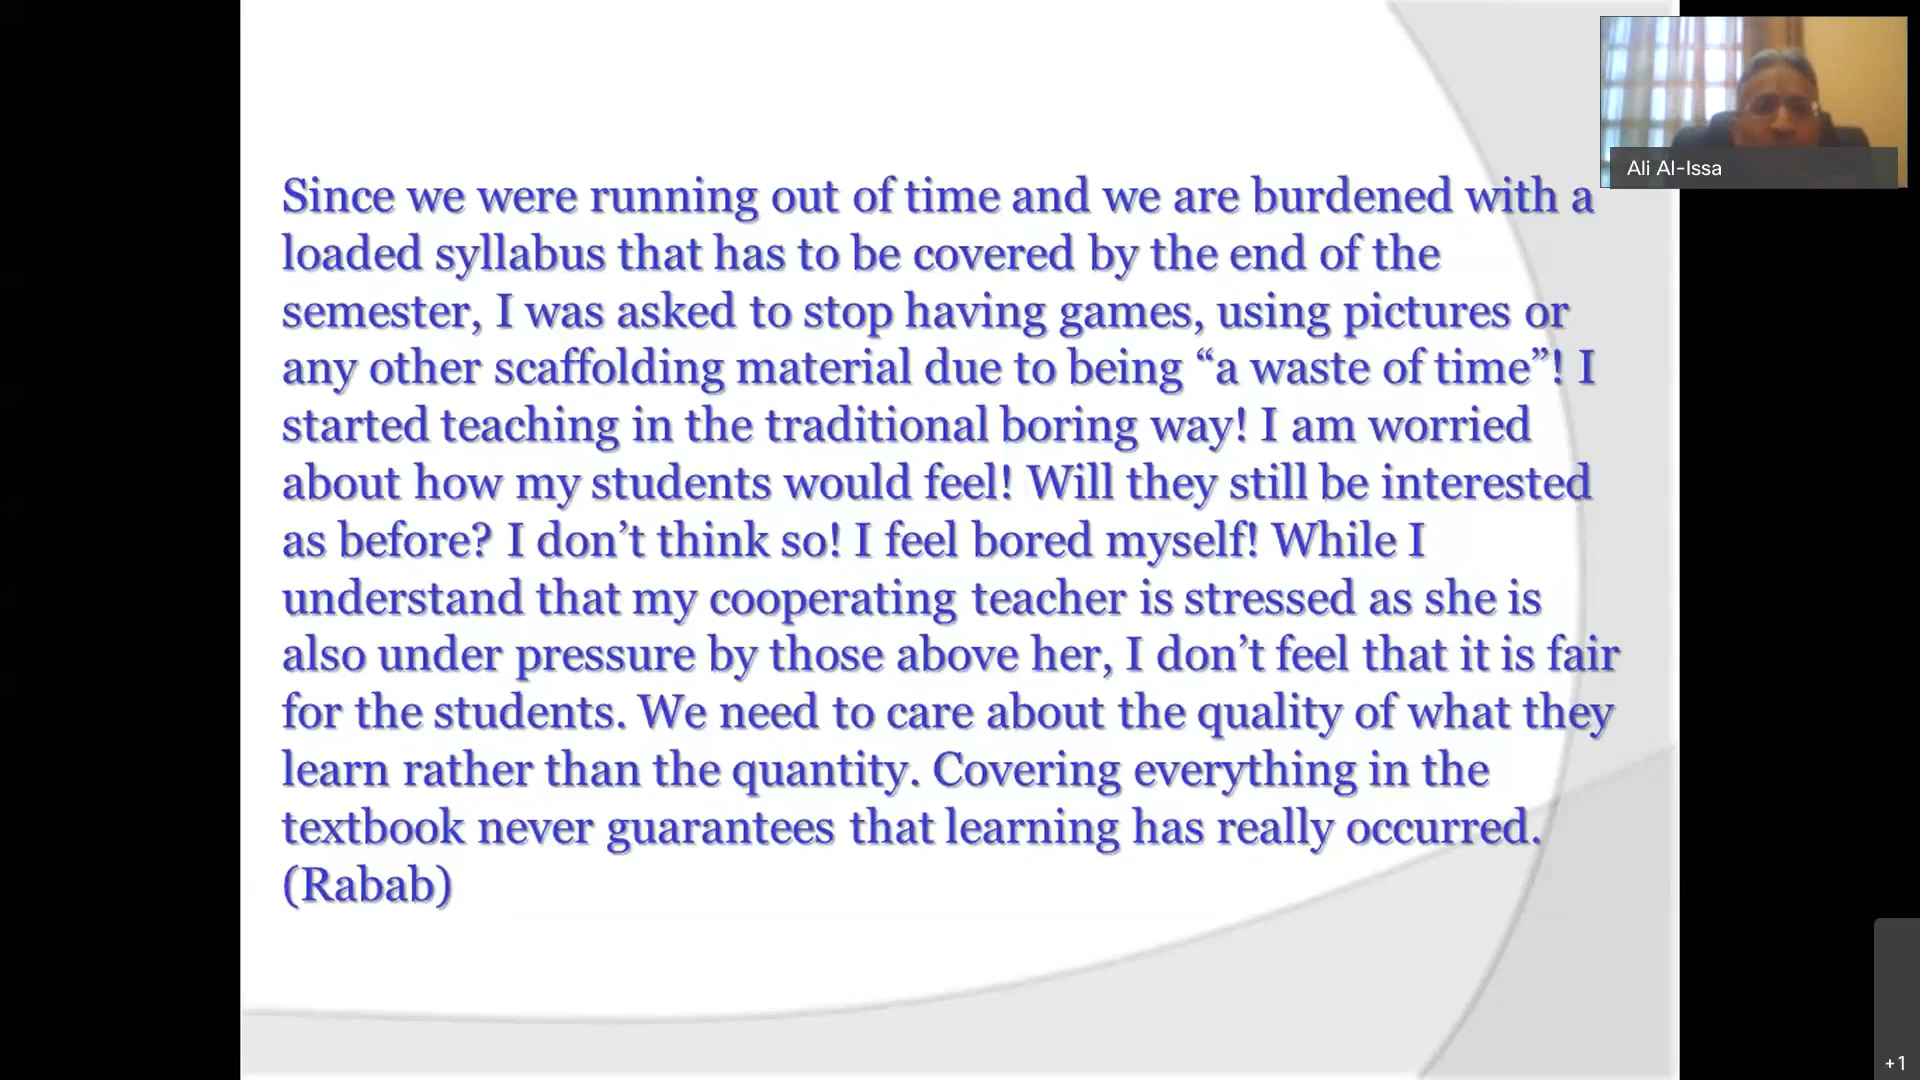 Ali Al-Issa
Since we were running out of time and we are burdened with a
loaded syllabus that has to be covered by the end of the
semester, I was asked to stop having games, using pictures or
any other scaffolding material due to being “a waste of time”! I
started teaching in the traditional boring way! I am worried
about how my students would feel! Will they still be interested
as before? I don’t think so! I feel bored myself! While I
understand that my cooperating teacher is stressed as she is
also under pressure by those above her, I don’t feel that it is fair
for the students. We need to care about the quality of what they
learn rather than the quantity. Covering everything in the
textbook never guarantees that learning has really occurred.
(Rabab)
+1